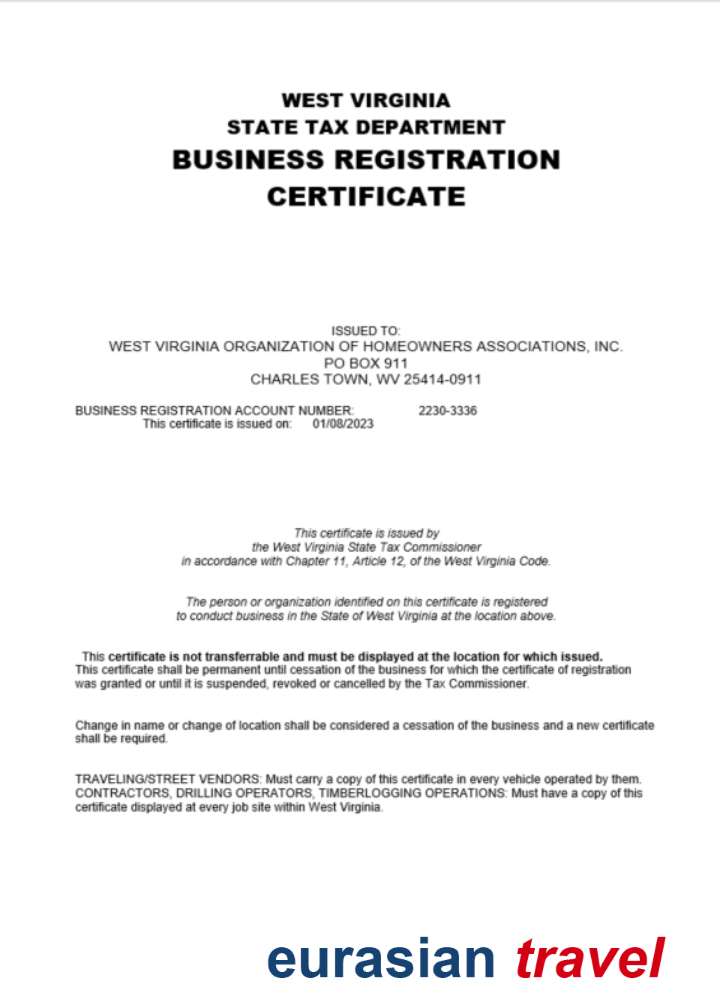 WEST VIRGINIA
STATE TAX DEPARTMENT
BUSINESS REGISTRATION
CERTIFICATE
ISSUED TO:
WEST VIRGINIA ORGANIZATION OF HOMEOWNERS ASSOCIATIONS, INC.
PO BOX 911
CHARLES TOWN, WV 25414-0911
BUSINESS REGISTRATION ACCOUNT NUMBER: 2230-3336
This certificate is issued on: 01/08/2023
This certificate is issued by
the West Virginia State Tax Commissioner
in accordance with Chapter 11, Article 12, of the West Virginia Code.
The person or organization identified on this certificate is registered
to conduct business in the State of West Virginia at the location above.
This certificate is not transferrable and must be displayed at the location for which issued.
This certificate shall be permanent until cessation of the business for which the certificate of registration
was granted or until it is suspended, revoked or cancelled by the Tax Commissioner.
Change in name or change of location shall be considered a cessation of the business and a new certificate
shall be required.
TRAVELING/STREET VENDORS: Must carry a copy of this certificate in every vehicle operated by them.
CONTRACTORS, DRILLING OPERATORS, TIMBERLOGGING OPERATIONS: Must have a copy of this
certificate displayed at every job site within West Virginia.
eurasian travel